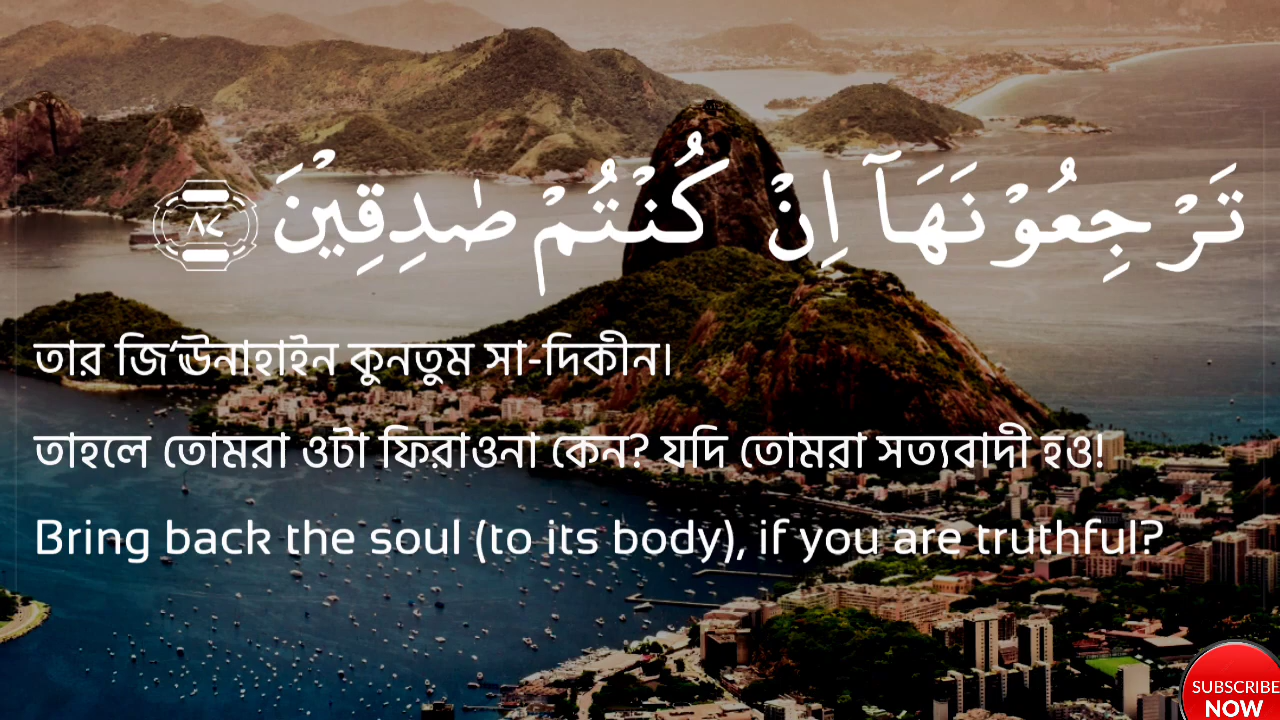 تَرْجِعُوْنَهَآ اِنْ كُنْتُمْ صٰدِقِيْنَ ٨٧
তার জি‘ঊনাহাইন কুনতুম সা-দিকীন।
তাহলে তোমরা ওটা ফিরাওনা কেন? যদি তোমরা সত্যবাদী হও!
Bring back the soul (to its body), if you are truthful?
SUBSCRIBE
NOW